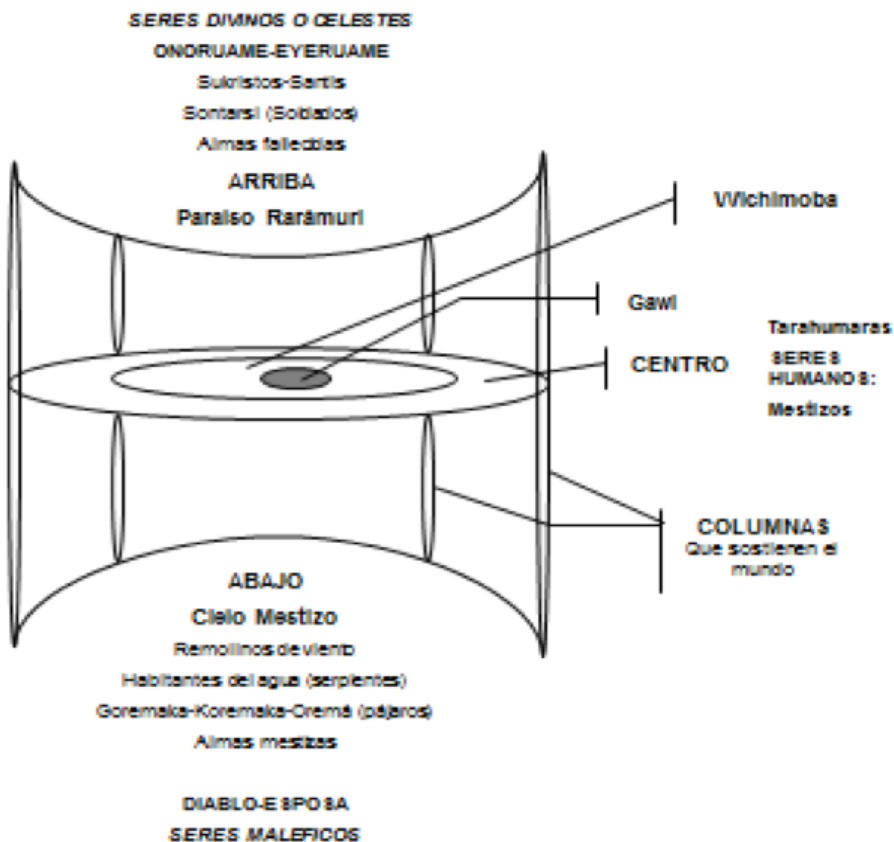 SERES DIVINOS O CELESTES
ONORUAME-EYERUAME
Sukristos-Santis
Sontarsi (Soldados)
Almas fallecidas
ARRIBA
Paraiso Rarámuri
Wichimoba
Gawi
Tarahumaras
CENTRO
SERES
HUMANOS:
Mestizos
COLUMNAS
Que sostienen el
mundo
ABAJO
Cielo Mestizo
Remolinos de viento
Habitantes del agua (serpientes)
Goremaka-Koremaka-Oremá (pájaros)
Almas mestizas
DIABLO-ESPOSA
SERES MALEFICOS